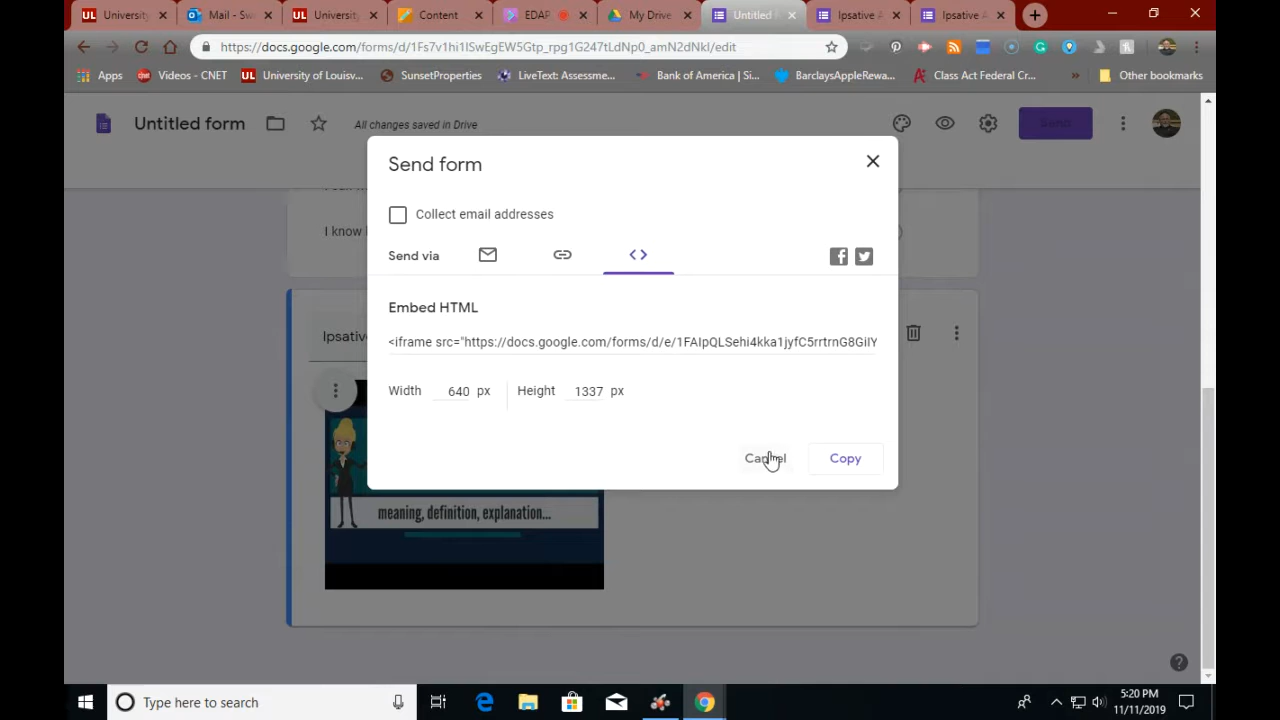 University
Mail - Sw
University
Content
EDAP
My Drive
Untitled
Ipsative A
Ipsative A
https://docs.google.com/forms/d/1Fs7v1hi1lSwEgEW5Gtp_rpg1G247tLdNp0_amN2dNkI/edit
Apps
Videos - CNET
University of Louisv...
SunsetProperties
LiveText: Assessme...
Bank of America | Si...
BarclaysAppleRewa...
Class Act Federal Cr...
»
Other bookmarks
Untitled form
All changes saved in Drive
Send
Send form
Collect email addresses
I know
Send via
Embed HTML
Ipsative
<iframe src="https://docs.google.com/forms/d/e/1FAIpQLSehi4kka1jyfC5rrtrnG8GiIY
Width 640 px Height 1337 px
Cancel
Copy
meaning, definition, explanation...
Type here to search
5:20 PM
11/11/2019